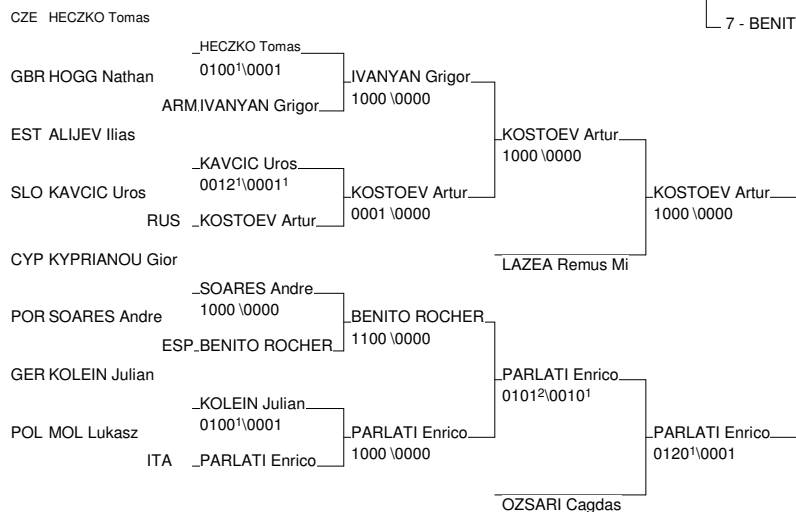 CZE HECZKO Tomas
7 - BENIT
HECZKO Tomas
0100¹\0001
GBR HOGG Nathan
IVANYAN Grigor
1000 \0000
ARM IVANYAN Grigor
EST ALIJEV Ilias
KOSTOEV Artur
1000 \0000
KAVCIC Uros
0012¹\0001¹
SLO KAVCIC Uros
KOSTOEV Artur
0001 \0000
KOSTOEV Artur
1000 \0000
RUS KOSTOEV Artur
CYP KYPRIANOU Gior
LAZEA Remus Mi
SOARES Andre
1000 \0000
POR SOARES Andre
BENITO ROCHER
1100 \0000
ESP BENITO ROCHER
GER KOLEIN Julian
PARLATI Enrico
0101²\0010¹
KOLEIN Julian
0100¹\0001
POL MOL Lukasz
PARLATI Enrico
1000 \0000
PARLATI Enrico
0120¹\0001
ITA PARLATI Enrico
OZSARI Cagdas